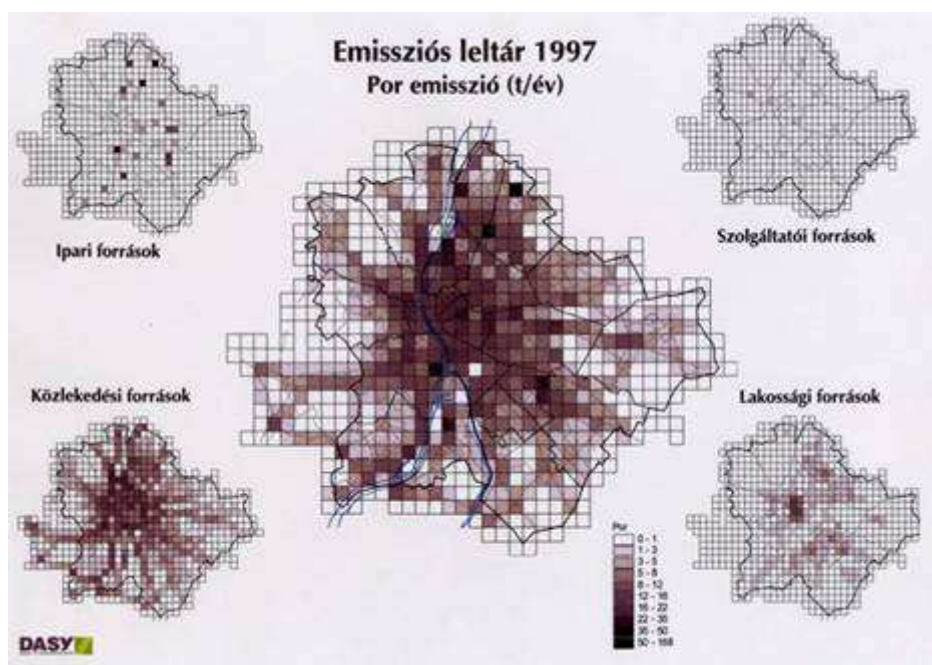 Emissziós leltár 1997
Por emisszió (t/év)
Ipari források
Szolgáltatói források
Közlekedési források
Lakossági források
Por
0 - 1
1 - 3
3 - 5
5 - 8
8 - 12
12 - 16
16 - 22
22 - 35
35 - 50
50 - 168
DASY